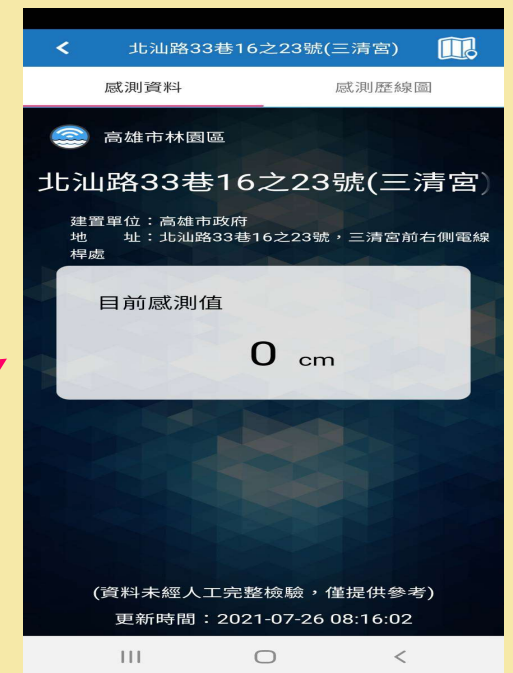 北汕路33巷16之23號(三清宮)
感測資料 感測歷線圖
高雄市林園區
北汕路33巷16之23號(三清宮)
建置單位：高雄市政府
地 址：北汕路33巷16之23號，三清宮前右側電線
桿處
目前感測值
0 cm
(資料未經人工完整檢驗，僅提供參考)
更新時間：2021-07-26 08:16:02